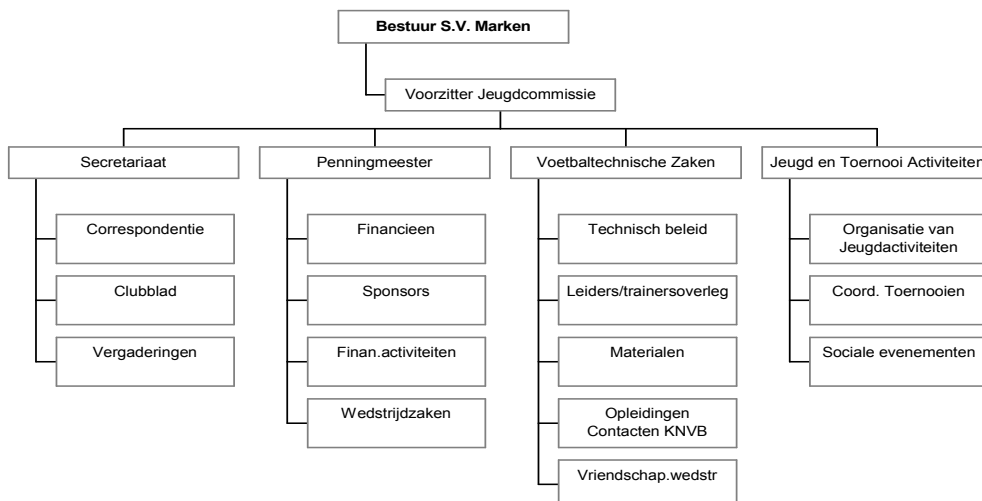 Bestuur S.V. Marken
Voorzitter Jeugdcommissie
Secretariaat
Penningmeester
Voetbaltechnische Zaken
Jeugd en Toernooi Activiteiten
Correspondentie
Clubblad
Vergaderingen
Financieen
Sponsors
Finan.activiteiten
Wedstrijdzaken
Technisch beleid
Leiders/trainersoverleg
Materialen
Opleidingen
Contacten KNVB
Vriendschap.wedstr
Organisatie van
Jeugdactiviteiten
Coord. Toernooien
Sociale evenementen